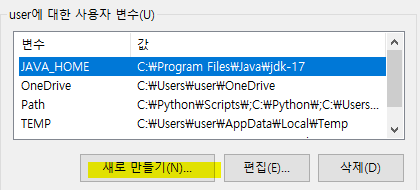 user에 대한 사용자 변수(U)
변수 값
JAVA_HOME C:₩Program Files₩Java₩jdk-17
OneDrive C:₩Users₩user₩OneDrive
Path C:₩Python₩Scripts₩;C:₩Python₩;C:₩Users...
TEMP C:₩Users₩user₩AppData₩Local₩Temp
새로 만들기(N)... 편집(E)... 삭제(D)